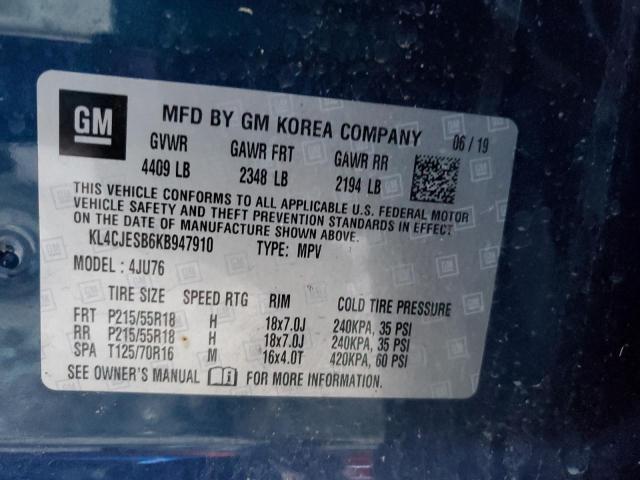 GM
MFD BY GM KOREA COMPANY 06 / 19
GVWR GAWR FRT GAWR RR
4409 LB 2348 LB 2194 LB
THIS VEHICLE CONFORMS TO ALL APPLICABLE U.S. FEDERAL MOTOR
VEHICLE SAFETY AND THEFT PREVENTION STANDARDS IN EFFECT
ON THE DATE OF MANUFACTURE SHOWN ABOVE.
KL4CJESB6KB947910 TYPE: MPV
MODEL : 4JU76
TIRE SIZE SPEED RTG RIM COLD TIRE PRESSURE
FRT P215/55R18 H 18x7.0J 240KPA, 35 PSI
RR P215/55R18 H 18x7.0J 240KPA, 35 PSI
SPA T125/70R16 M 16x4.0T 420KPA, 60 PSI
SEE OWNER'S MANUAL FOR MORE INFORMATION.